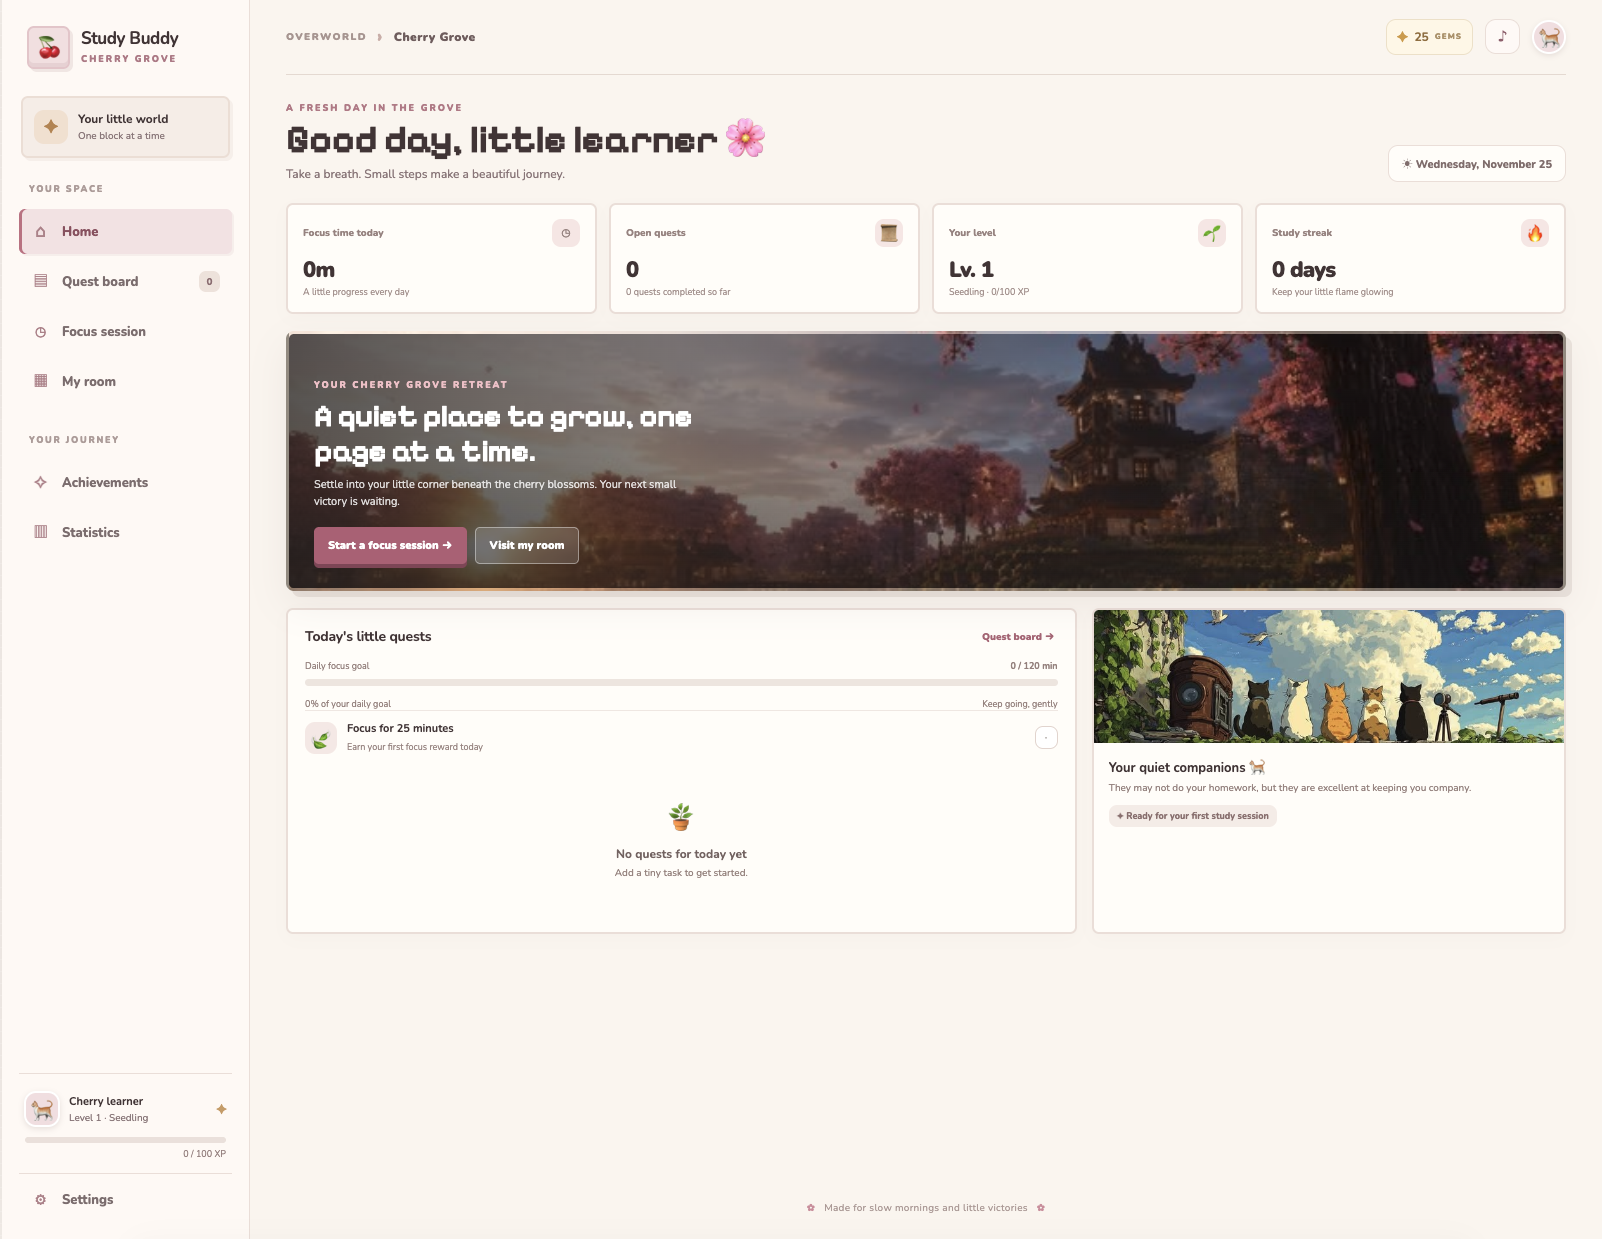 Study Buddy
CHERRY GROVE
Your little world
One block at a time
YOUR SPACE
Home
Quest board
0
Focus session
My room
YOUR JOURNEY
Achievements
Statistics
Cherry learner
Level 1 · Seedling
0 / 100 XP
Settings
OVERWORLD › Cherry Grove
25 GEMS
A FRESH DAY IN THE GROVE
Good day, little learner
Take a breath. Small steps make a beautiful journey.
Wednesday, November 25
Focus time today
0m
A little progress every day
Open quests
0
0 quests completed so far
Your level
Lv. 1
Seedling · 0/100 XP
Study streak
0 days
Keep your little flame glowing
YOUR CHERRY GROVE RETREAT
A quiet place to grow, one
page at a time.
Settle into your little corner beneath the cherry blossoms. Your next small
victory is waiting.
Start a focus session →
Visit my room
Today's little quests
Quest board →
Daily focus goal
0 / 120 min
0% of your daily goal
Keep going, gently
Focus for 25 minutes
Earn your first focus reward today
No quests for today yet
Add a tiny task to get started.
Your quiet companions
They may not do your homework, but they are excellent at keeping you company.
Ready for your first study session
Made for slow mornings and little victories